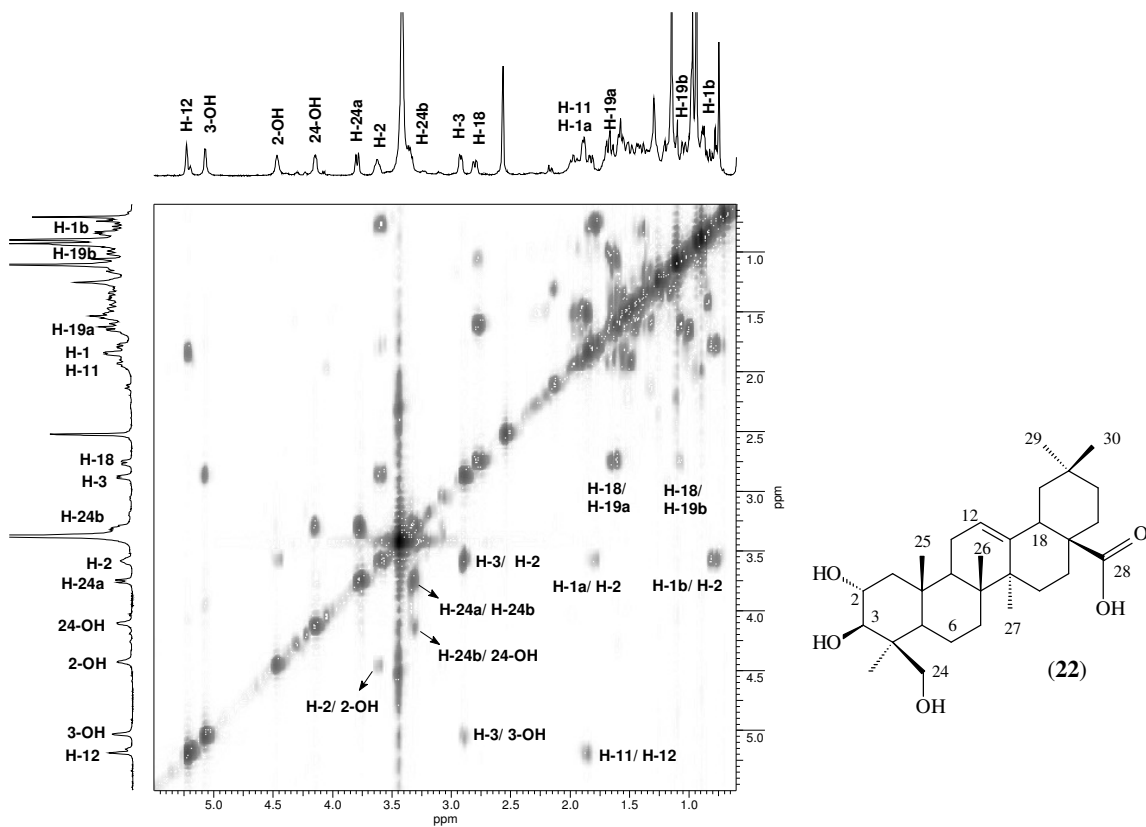 H-12
3-OH
2-OH
24-OH
H-24a
H-2
H-24b
H-3
H-18
H-11
H-1a
H-19a
H-19b
H-1b
H-1b
H-19b
H-19a
H-1
H-11
H-18
H-3
H-24b
H-2
H-24a
24-OH
2-OH
3-OH
H-12
1.0
1.5
2.0
2.5
3.0
3.5
4.0
4.5
5.0
ppm
H-18/
H-19a
H-18/
H-19b
H-3/ H-2
H-1a/ H-2
H-1b/ H-2
H-24a/ H-24b
H-24b/ 24-OH
H-2/ 2-OH
H-3/ 3-OH
H-11/ H-12
5.0 4.5 4.0 3.5 3.0 2.5 2.0 1.5 1.0
ppm
29 30
12
25 26 18 O
28
HO
2 OH
3 6 27
HO
24
OH
(22)